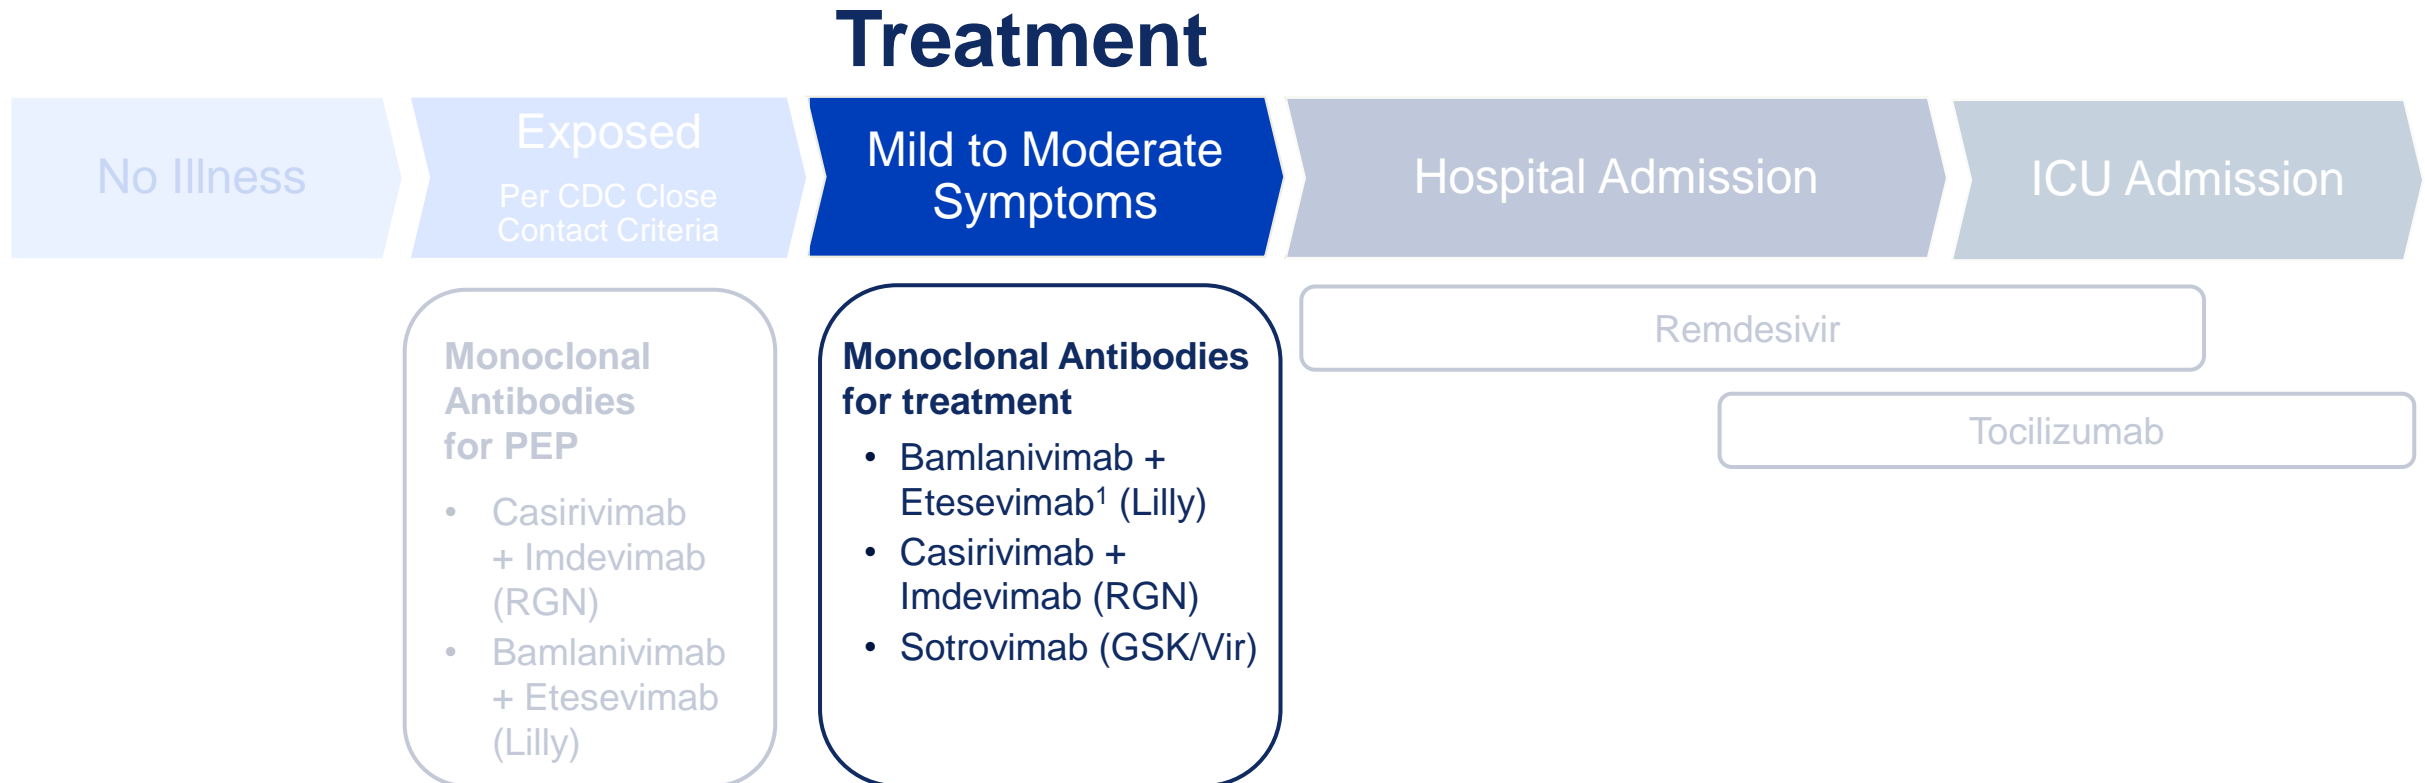 Treatment
No Illness
Exposed
Per CDC Close
Contact Criteria
Mild to Moderate
Symptoms
Hospital Admission
ICU Admission
Monoclonal
Antibodies
for PEP
• Casirivimab
+ Imdevimab
(RGN)
• Bamlanivimab
+ Etesevimab
(Lilly)
Monoclonal Antibodies
for treatment
• Bamlanivimab +
Etesevimab¹ (Lilly)
• Casirivimab +
Imdevimab (RGN)
• Sotrovimab (GSK/Vir)
Remdesivir
Tocilizumab